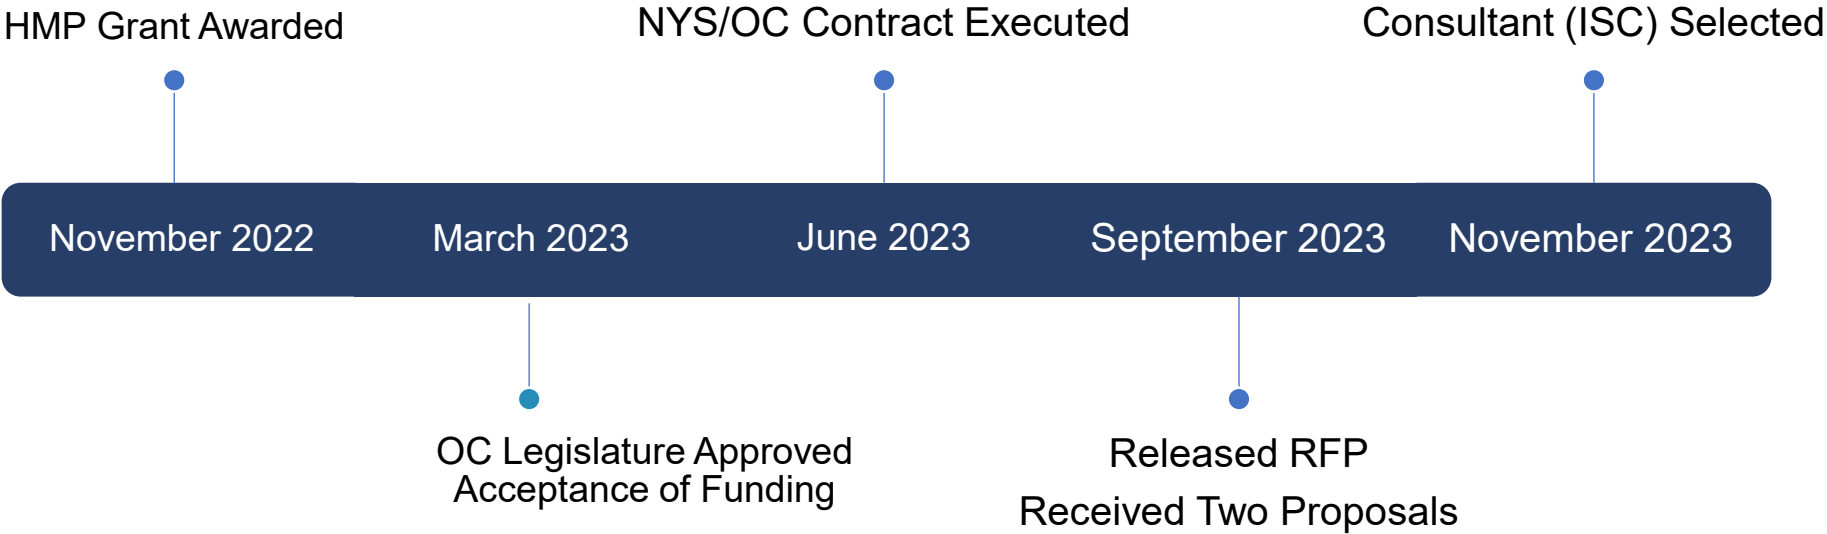 HMP Grant Awarded
NYS/OC Contract Executed
Consultant (ISC) Selected
November 2022
March 2023
June 2023
September 2023
November 2023
OC Legislature Approved
Acceptance of Funding
Released RFP
Received Two Proposals